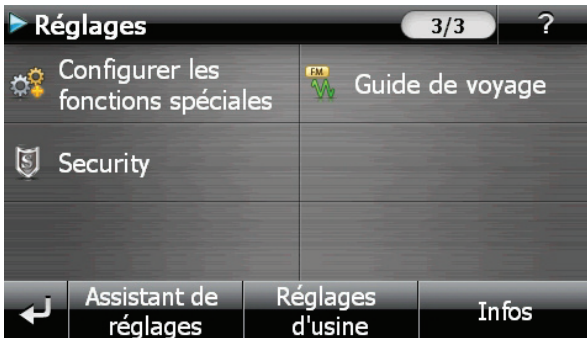 Réglages
3/3
?
Configurer les
fonctions spéciales
FM
Guide de voyage
S
Security
Assistant de
réglages
Réglages
d'usine
Infos